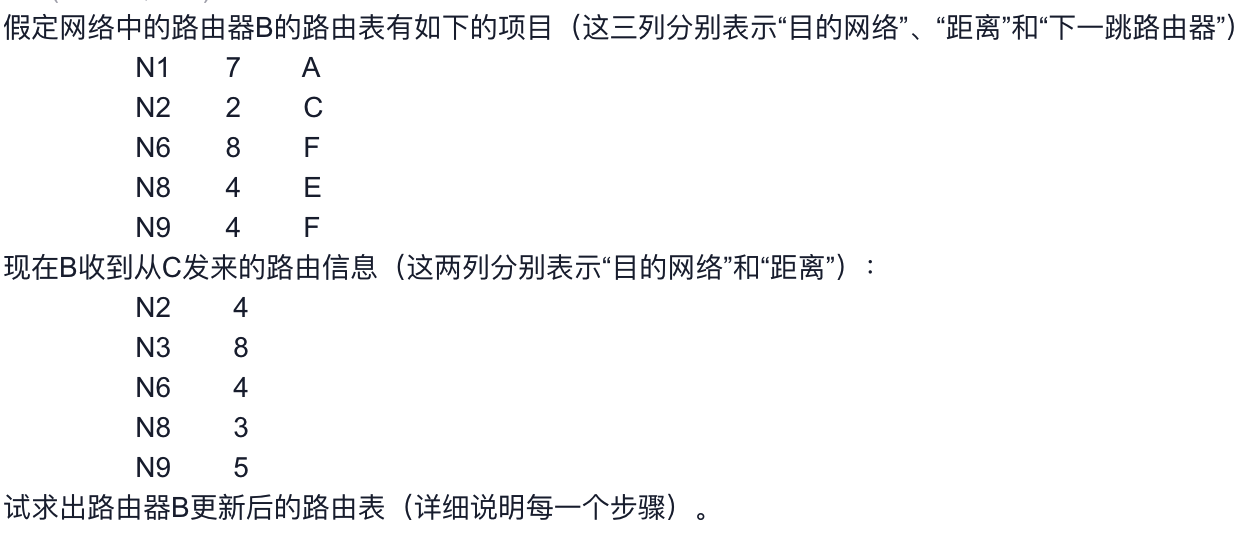 假定网络中的路由器B的路由表有如下的项目（这三列分别表示“目的网络”、“距离”和“下一跳路由器”）
N1 7 A
N2 2 C
N6 8 F
N8 4 E
N9 4 F
现在B收到从C发来的路由信息（这两列分别表示“目的网络”和“距离”）：
N2 4
N3 8
N6 4
N8 3
N9 5
试求出路由器B更新后的路由表（详细说明每一个步骤）。